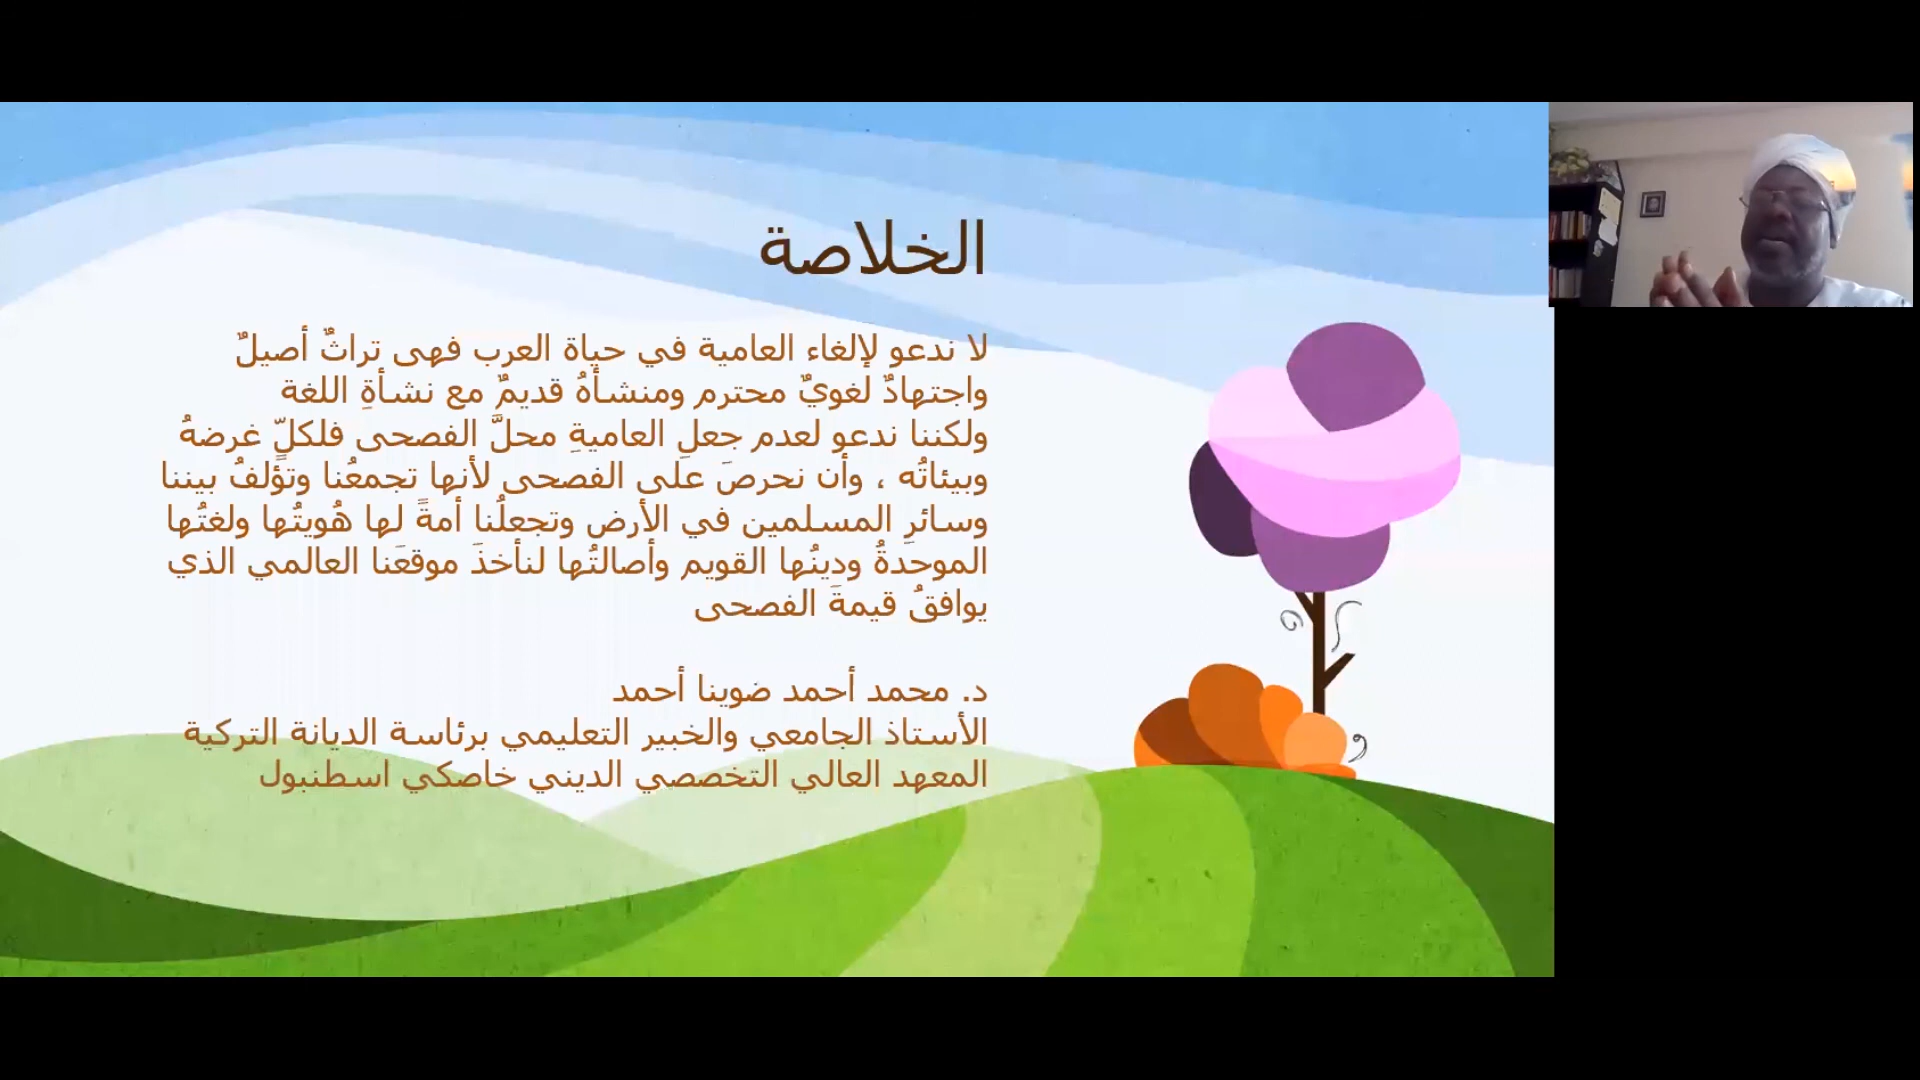 الخلاصة
لا ندعو لإلغاء العامية في حياة العرب فهى تراثٌ أصيلٌ
واجتهادٌ لغويٌ محترم ومنشأهُ قديمٌ مع نشأةِ اللغة
ولكننا ندعو لعدم جعلِ العاميةِ محلَّ الفصحى فلكلٍّ غرضهُ
وبيئاتُه ، وأن نحرصَ على الفصحى لأنها تجمعُنا وتؤلفُ بيننا
وسائرِ المسلمين في الأرض وتجعلُنا أمةً لها هُويتُها ولغتُها
الموحدةُ ودينُها القويم وأصالتُها لنأخذَ موقعَنا العالمي الذي
يوافقُ قيمةَ الفصحى
د. محمد أحمد ضوينا أحمد
الأستاذ الجامعي والخبير التعليمي برئاسة الديانة التركية
المعهد العالي التخصصي الديني خاصكي اسطنبول